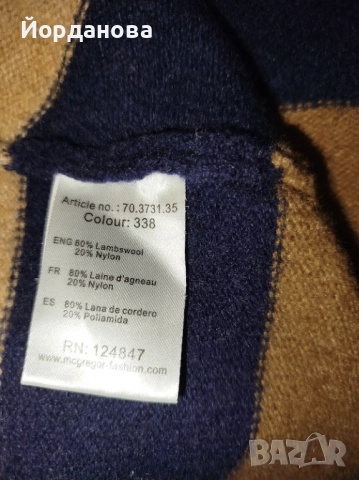 Йорданова
Article no.: 70.3731.35
Colour: 338
ENG 80% Lambswool
20% Nylon
FR 80% Laine d'agneau
20% Nylon
ES 80% Lana de cordero
20% Poliamida
RN: 124847
www.mcgregor-fashion.com
BAZAR